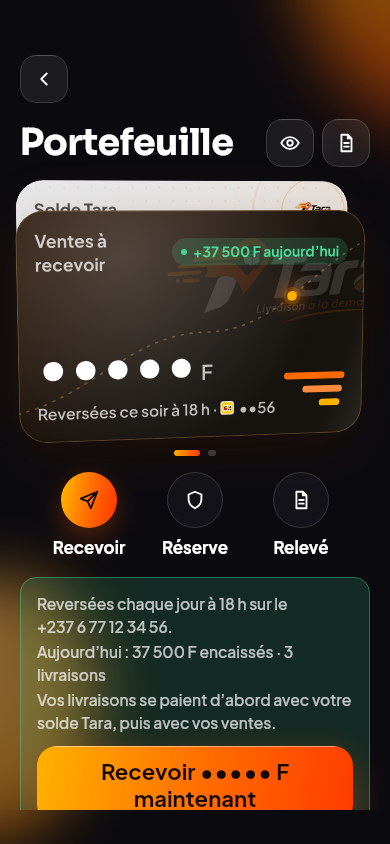 Portefeuille
Solde Tara
Tara
Ventes à
recevoir
+37 500 F aujourd'hui
Tara
Livraison à la dema
●●●●● F
Reversées ce soir à 18 h · ●●56
Recevoir
Réserve
Relevé
Reversées chaque jour à 18 h sur le
+237 6 77 12 34 56.
Aujourd'hui : 37 500 F encaissés · 3
livraisons
Vos livraisons se paient d'abord avec votre
solde Tara, puis avec vos ventes.
Recevoir ●●●●● F
maintenant